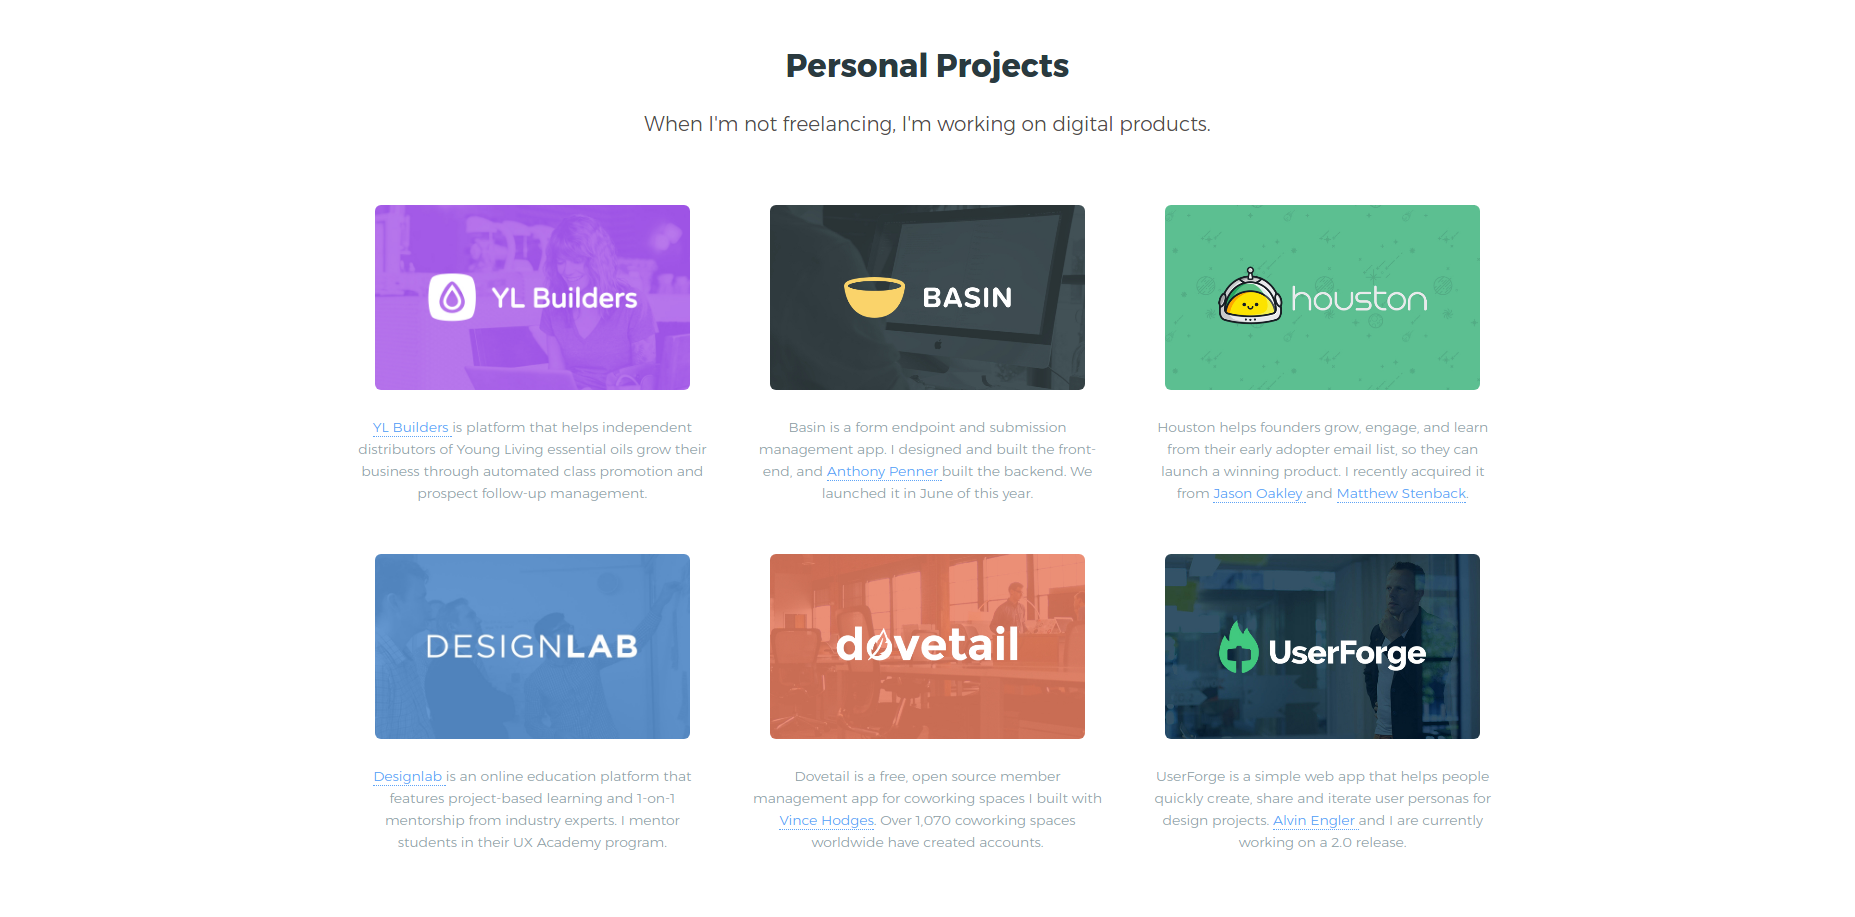 Personal Projects
When I'm not freelancing, I'm working on digital products.
YL Builders
BASIN
houston
YL Builders is platform that helps independent
distributors of Young Living essential oils grow their
business through automated class promotion and
prospect follow-up management.
Basin is a form endpoint and submission
management app. I designed and built the front-
end, and Anthony Penner built the backend. We
launched it in June of this year.
Houston helps founders grow, engage, and learn
from their early adopter email list, so they can
launch a winning product. I recently acquired it
from Jason Oakley and Matthew Stenback.
DESIGNLAB
dovetail
UserForge
Designlab is an online education platform that
features project-based learning and 1-on-1
mentorship from industry experts. I mentor
students in their UX Academy program.
Dovetail is a free, open source member
management app for coworking spaces I built with
Vince Hodges. Over 1,070 coworking spaces
worldwide have created accounts.
UserForge is a simple web app that helps people
quickly create, share and iterate user personas for
design projects. Alvin Engler and I are currently
working on a 2.0 release.